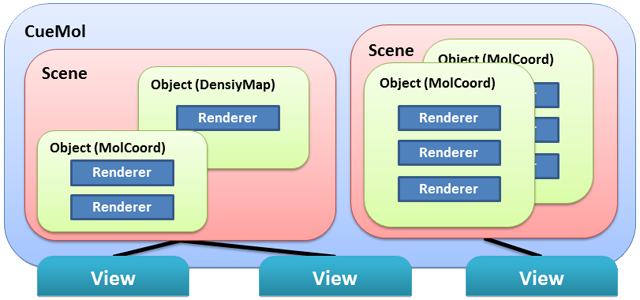 CueMol
Scene
Object (DensiyMap)
Renderer
Object (MolCoord)
Renderer
Renderer
Scene
Object (MolCoord)
Object (MolCoord)
Renderer
Renderer
Renderer
View
View
View